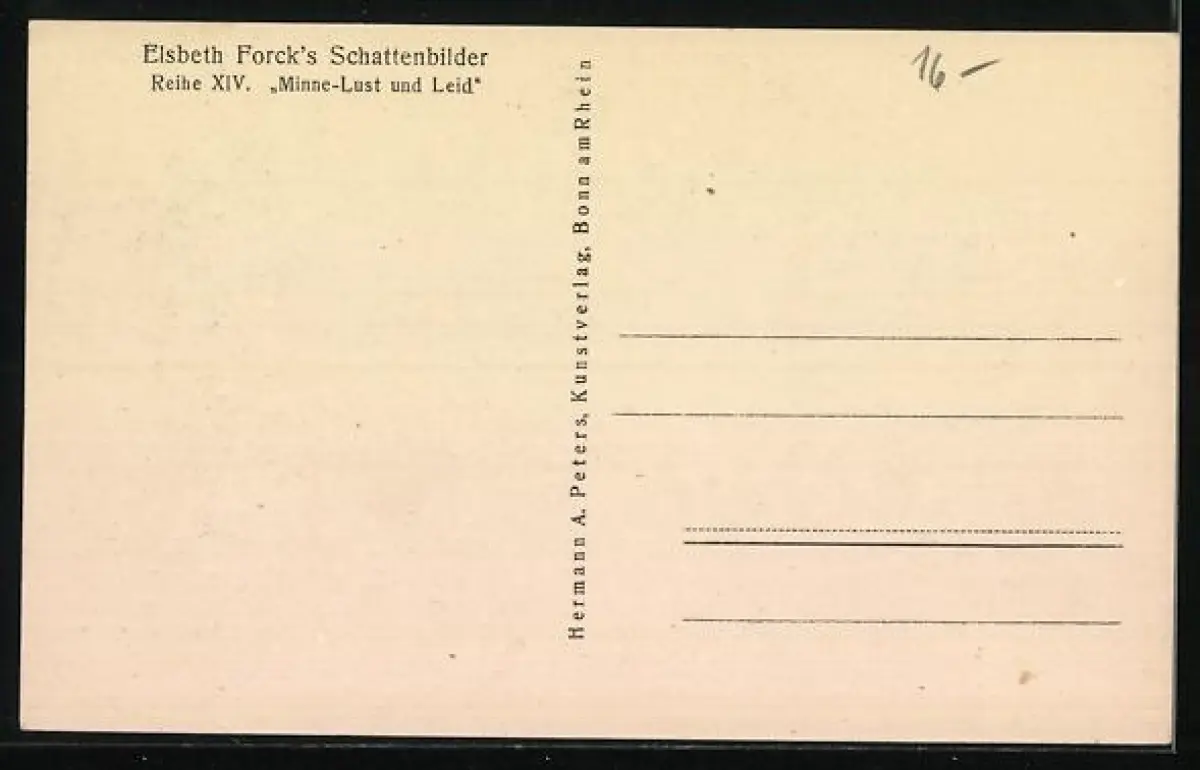 Elsbeth Forck's Schattenbilder
Reihe XIV. „Minne-Lust und Leid“
Hermann A. Peters, Kunstverlag, Bonn am Rhein
16 –